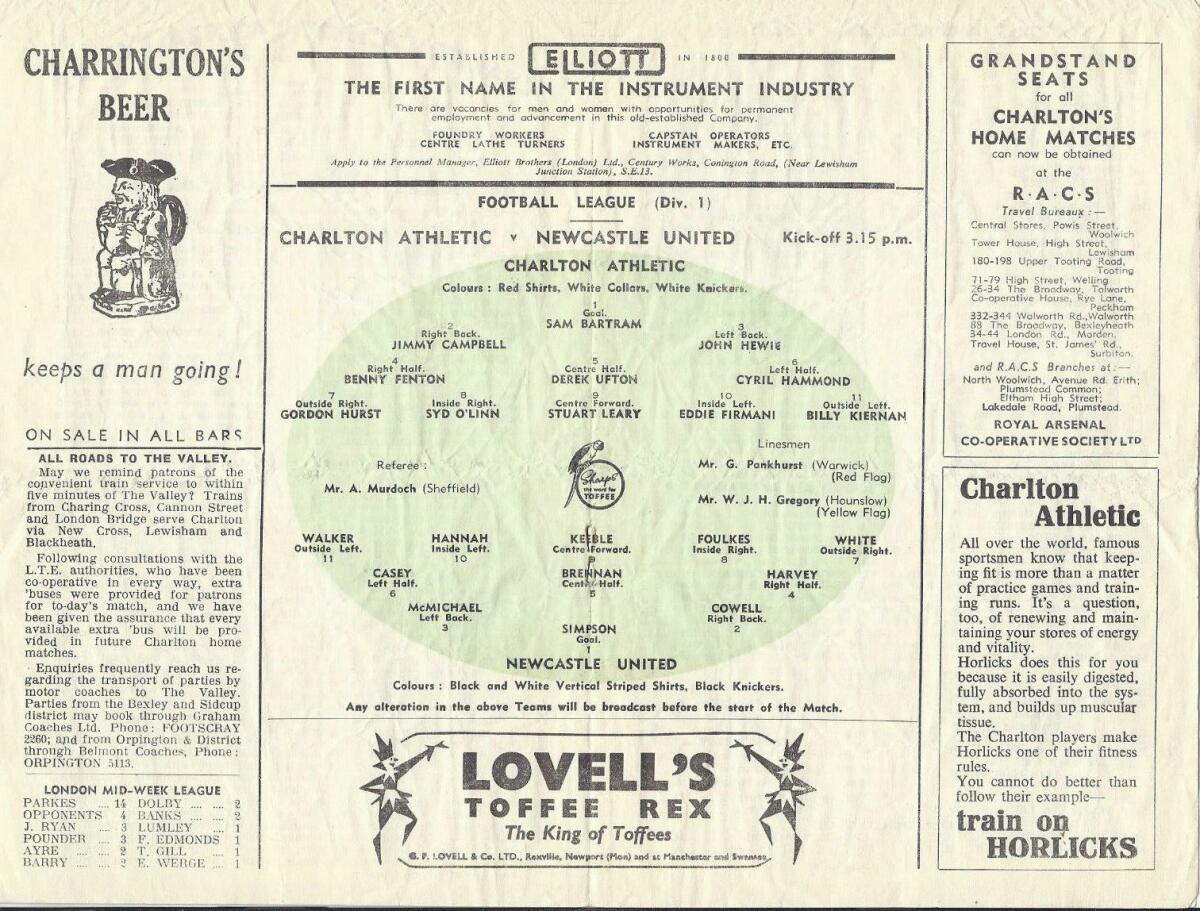 CHARRINGTON'S
BEER
keeps a man going!
ON SALE IN ALL BARS
ALL ROADS TO THE VALLEY.
May we remind patrons of the
convenient train service to within
five minutes of The Valley? Trains
from Charing Cross, Cannon Street
and London Bridge serve Charlton
via New Cross, Lewisham and
Blackheath.
Following consultations with the
L.T.E. authorities, who have been
co-operative in every way, extra
'buses were provided for patrons
for to-day's match, and we have
been given the assurance that every
available extra 'bus will be pro-
vided in future Charlton home
matches.
Enquiries frequently reach us re-
garding the transport of parties by
motor coaches to The Valley.
Parties from the Bexley and Sidcup
district may book through Graham
Coaches Ltd. Phone: FOOTSCRAY
2260; and from Orpington & District
through Belmont Coaches, Phone:
ORPINGTON 5113.
LONDON MID-WEEK LEAGUE
PARKES .... 14 DOLBY .... .... 2
OPPONENTS 4 BANKS .... .... 2
J. RYAN .... 3 LUMLEY .... 1
POUNDER .... 3 F. EDMONDS 1
AYRE .... .... 2 T. GILL .... 1
BARRY .... .... 2 E. WERGE .... 1
ESTABLISHED ELLIOTT IN 1800
THE FIRST NAME IN THE INSTRUMENT INDUSTRY
There are vacancies for men and women with opportunities for permanent
employment and advancement in this old-established Company.
FOUNDRY WORKERS CAPSTAN OPERATORS
CENTRE LATHE TURNERS INSTRUMENT MAKERS, ETC.
Apply to the Personnel Manager, Elliott Brothers (London) Ltd., Century Works, Conington Road, (Near Lewisham
Junction Station), S.E.13.
FOOTBALL LEAGUE (Div. 1)
CHARLTON ATHLETIC v NEWCASTLE UNITED Kick-off 3.15 p.m.
CHARLTON ATHLETIC
Colours : Red Shirts, White Collars, White Knickers.
1
Goal.
SAM BARTRAM
2 3
Right Back. Left Back.
JIMMY CAMPBELL JOHN HEWIE
4 5 6
Right Half. Centre Half. Left Half.
BENNY FENTON DEREK UFTON CYRIL HAMMOND
7 8 9 10 11
Outside Right. Inside Right. Centre Forward. Inside Left. Outside Left.
GORDON HURST SYD O'LINN STUART LEARY EDDIE FIRMANI BILLY KIERNAN
Linesmen
Referee : Mr. G. Pankhurst (Warwick)
(Red Flag)
Mr. A. Murdoch (Sheffield) Mr. W. J. H. Gregory (Hounslow)
(Yellow Flag)
Sharps
the word for
TOFFEE
WALKER HANNAH KEEBLE FOULKES WHITE
Outside Left. Inside Left. Centre Forward. Inside Right. Outside Right.
11 10 9 8 7
CASEY BRENNAN HARVEY
Left Half. Centre Half. Right Half.
6 5 4
McMICHAEL COWELL
Left Back. Right Back.
3 2
SIMPSON
Goal.
1
NEWCASTLE UNITED
Colours : Black and White Vertical Striped Shirts, Black Knickers.
Any alteration in the above Teams will be broadcast before the start of the Match.
LOVELL'S
TOFFEE REX
The King of Toffees
G. F. LOVELL & Co. LTD., Rexville, Newport (Mon) and at Manchester and Swansea
GRANDSTAND
SEATS
for all
CHARLTON'S
HOME MATCHES
can now be obtained
at the
R·A·C·S
Travel Bureaux :—
Central Stores, Powis Street,
Woolwich
Tower House, High Street,
Lewisham
180-198 Upper Tooting Road,
Tooting
71-79 High Street, Welling
26-34 The Broadway, Tolworth
Co-operative House, Rye Lane,
Peckham
332-344 Walworth Rd.,Walworth
88 The Broadway, Bexleyheath
34-44 London Rd., Morden,
Travel House, St. James' Rd.,
Surbiton.
and R.A.C.S Branches at :—
North Woolwich, Avenue Rd. Erith;
Plumstead Common;
Eltham High Street;
Lakedale Road, Plumstead.
ROYAL ARSENAL
CO-OPERATIVE SOCIETY LTD
Charlton
Athletic
All over the world, famous
sportsmen know that keep-
ing fit is more than a matter
of practice games and train-
ing runs. It's a question,
too, of renewing and main-
taining your stores of energy
and vitality.
Horlicks does this for you
because it is easily digested,
fully absorbed into the sys-
tem, and builds up muscular
tissue.
The Charlton players make
Horlicks one of their fitness
rules.
You cannot do better than
follow their example—
train on
HORLICKS